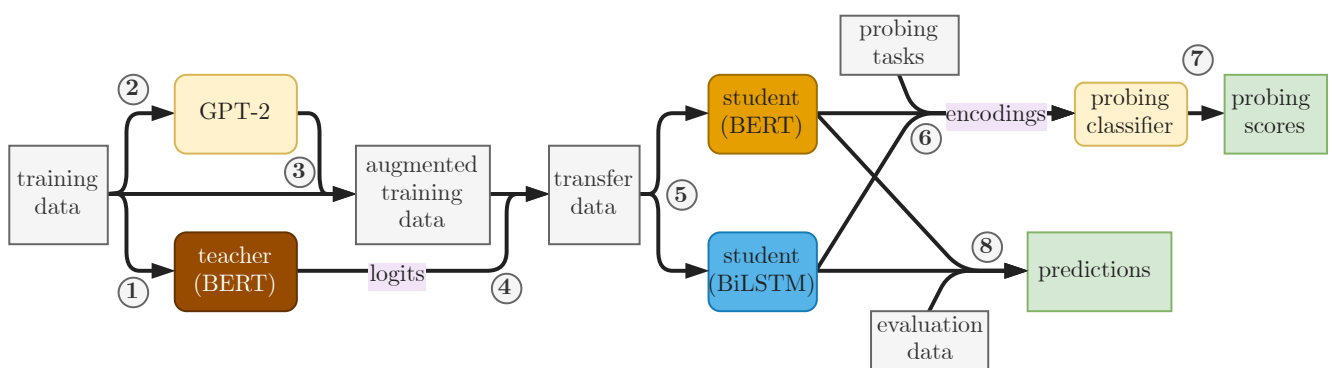 training
data
2
GPT-2
3
1
teacher
(BERT)
logits
4
augmented
training
data
transfer
data
5
student
(BERT)
student
(BiLSTM)
probing
tasks
6
encodings
probing
classifier
7
probing
scores
8
predictions
evaluation
data